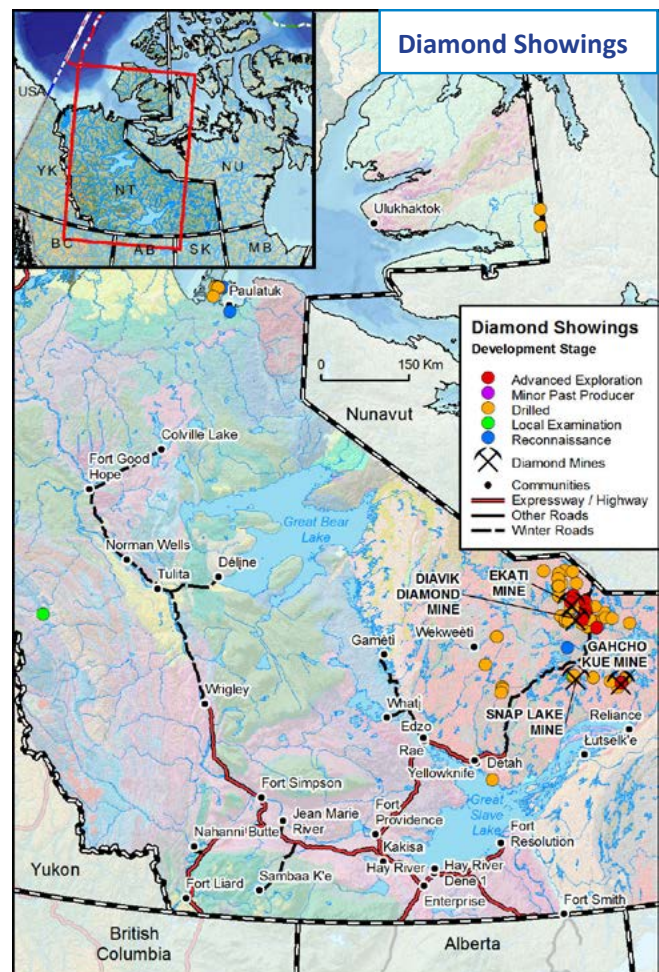 Diamond Showings
USA
YK
NT
NU
BC
AB
SK
MB
Ulukhaktok
Paulatuk
0 150 Km
Nunavut
Diamond Showings
Development Stage
Advanced Exploration
Minor Past Producer
Drilled
Local Examination
Reconnaissance
Diamond Mines
Communities
Expressway / Highway
Other Roads
Winter Roads
Colville Lake
Fort Good
Hope
Great Bear
Lake
Norman Wells
Déljne
Tulita
DIAVIK
DIAMOND
MINE
EKATI
MINE
Wekweèti
Gamèti
GAHCHO
KUE MINE
Wrigley
Whatj
SNAP LAKE
MINE
Reliance
Edzo
Rae
Łutselk'e
Yellowknife
Detah
Fort Simpson
Great
Slave
Lake
Jean Marie
River
Fort
Providence
Nahanni Butte
Kakisa
Fort
Resolution
Hay River
Hay River
Dene 1
Sambaa K'e
Fort Liard
Enterprise
Fort Smith
Yukon
British
Columbia
Alberta